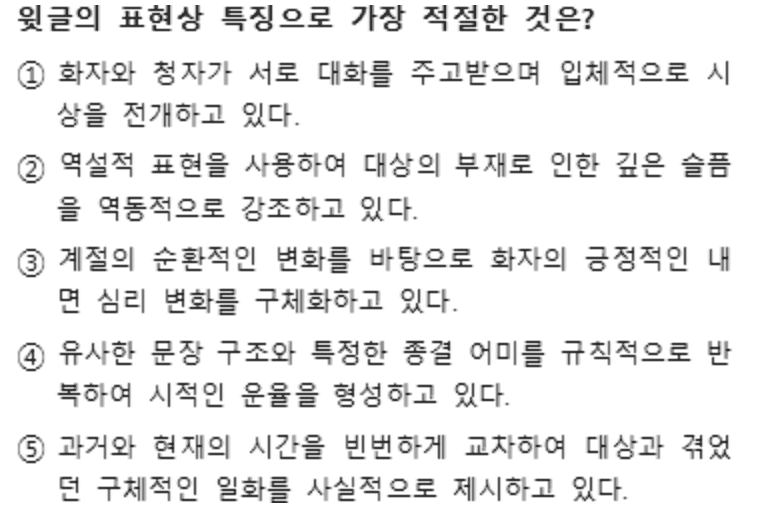 윗글의 표현상 특징으로 가장 적절한 것은?
① 화자와 청자가 서로 대화를 주고받으며 입체적으로 시
상을 전개하고 있다.
② 역설적 표현을 사용하여 대상의 부재로 인한 깊은 슬픔
을 역동적으로 강조하고 있다.
③ 계절의 순환적인 변화를 바탕으로 화자의 긍정적인 내
면 심리 변화를 구체화하고 있다.
④ 유사한 문장 구조와 특정한 종결 어미를 규칙적으로 반
복하여 시적인 운율을 형성하고 있다.
⑤ 과거와 현재의 시간을 빈번하게 교차하여 대상과 겪었
던 구체적인 일화를 사실적으로 제시하고 있다.